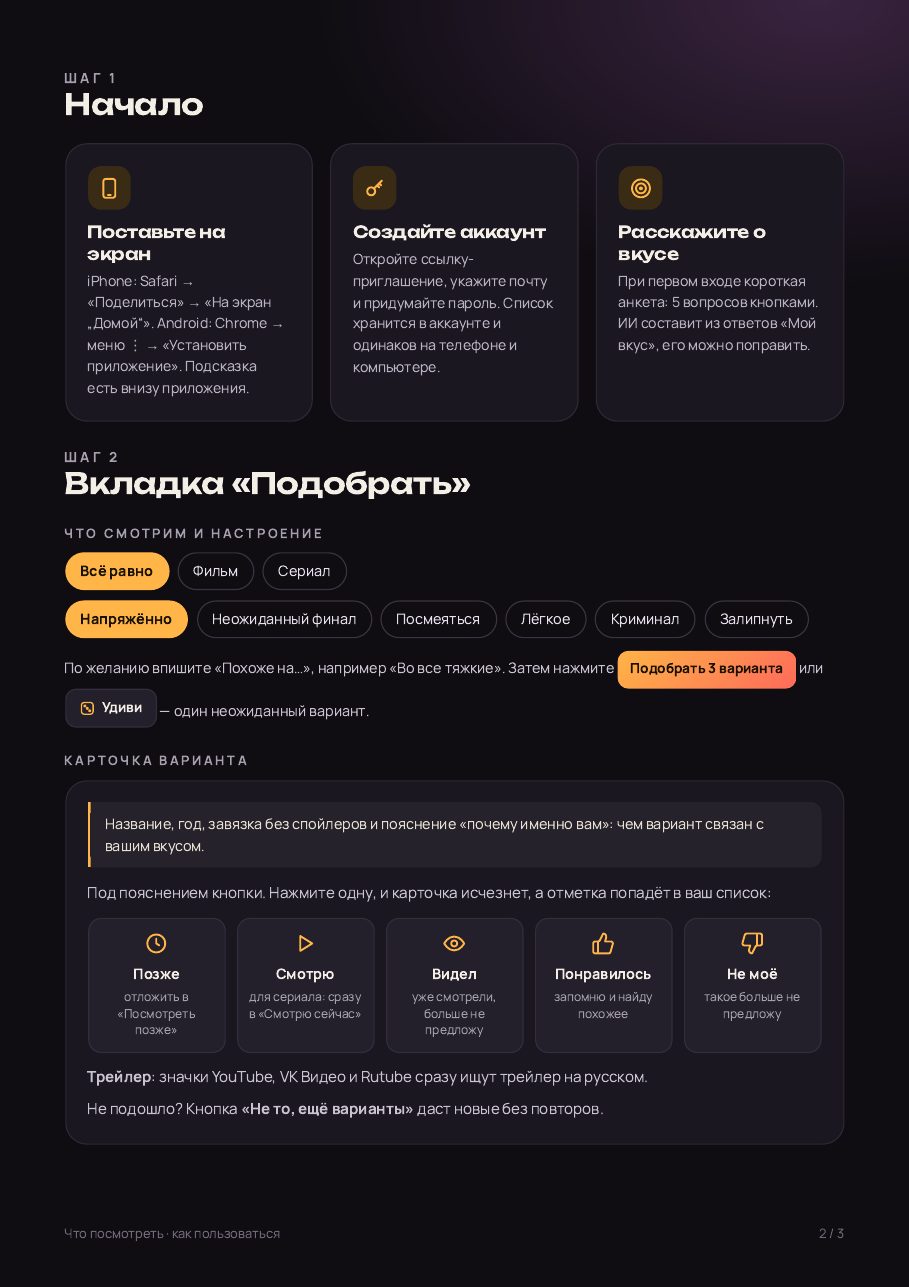 ШАГ 1
Начало
Поставьте на
экран
iPhone: Safari →
«Поделиться» → «На экран
„Домой“». Android: Chrome →
меню ⋮ → «Установить
приложение». Подсказка
есть внизу приложения.
Создайте аккаунт
Откройте ссылку-
приглашение, укажите почту
и придумайте пароль. Список
хранится в аккаунте и
одинаков на телефоне и
компьютере.
Расскажите о
вкусе
При первом входе короткая
анкета: 5 вопросов кнопками.
ИИ составит из ответов «Мой
вкус», его можно поправить.
ШАГ 2
Вкладка «Подобрать»
ЧТО СМОТРИМ И НАСТРОЕНИЕ
Всё равно Фильм Сериал
Напряжённо Неожиданный финал Посмеяться Лёгкое Криминал Залипнуть
По желанию впишите «Похоже на…», например «Во все тяжкие». Затем нажмите Подобрать 3 варианта или
Удиви — один неожиданный вариант.
КАРТОЧКА ВАРИАНТА
Название, год, завязка без спойлеров и пояснение «почему именно вам»: чем вариант связан с
вашим вкусом.
Под пояснением кнопки. Нажмите одну, и карточка исчезнет, а отметка попадёт в ваш список:
Позже
отложить в
«Посмотреть
позже»
Смотрю
для сериала: сразу
в «Смотрю сейчас»
Видел
уже смотрели,
больше не
предложу
Понравилось
запомню и найду
похожее
Не моё
такое больше не
предложу
Трейлер: значки YouTube, VK Видео и Rutube сразу ищут трейлер на русском.
Не подошло? Кнопка «Не то, ещё варианты» даст новые без повторов.
Что посмотреть · как пользоваться
2 / 3